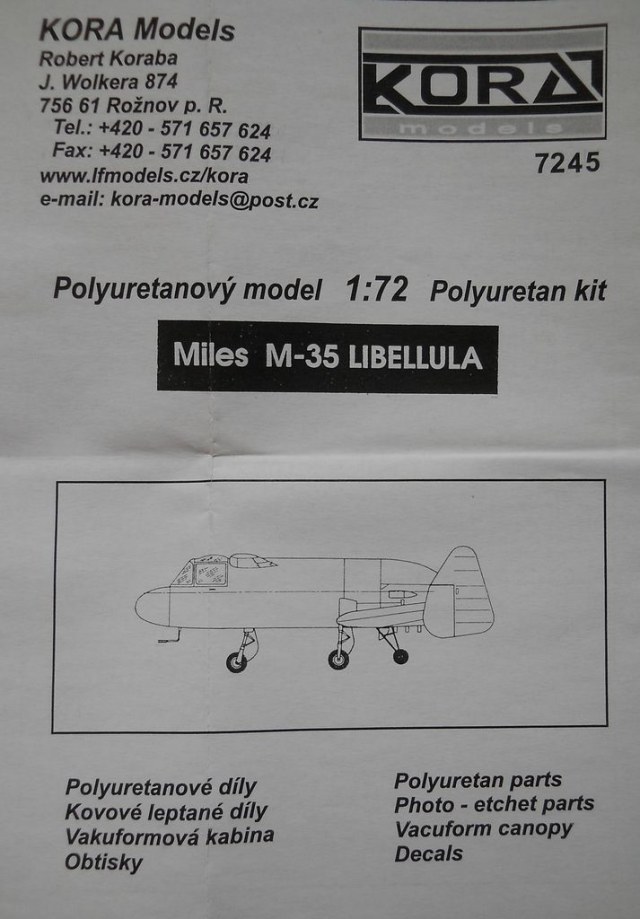 KORA Models
Robert Koraba
J. Wolkera 874
756 61 Rožnov p. R.
Tel.: +420 - 571 657 624
Fax: +420 - 571 657 624
www.lfmodels.cz/kora
e-mail: kora-models@post.cz
KORA
models
7245
Polyuretanový model 1:72 Polyuretan kit
Miles M-35 LIBELLULA
Polyuretanové díly
Kovové leptané díly
Vakuformová kabina
Obtisky
Polyuretan parts
Photo - etchet parts
Vacuform canopy
Decals